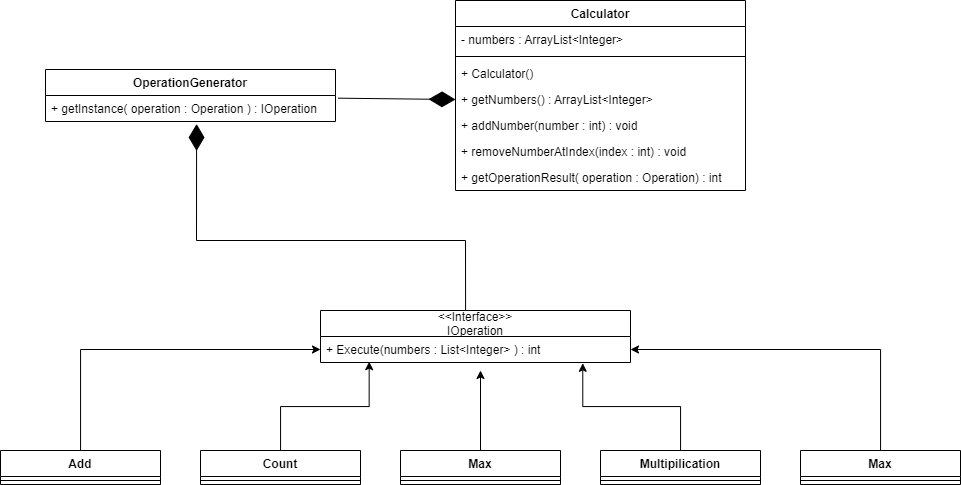 Calculator
- numbers : ArrayList<Integer>
+ Calculator()
+ getNumbers() : ArrayList<Integer>
+ addNumber(number : int) : void
+ removeNumberAtIndex(index : int) : void
+ getOperationResult( operation : Operation) : int
OperationGenerator
+ getInstance( operation : Operation ) : IOperation
<<Interface>>
IOperation
+ Execute(numbers : List<Integer> ) : int
Add
Count
Max
Multipilication
Max